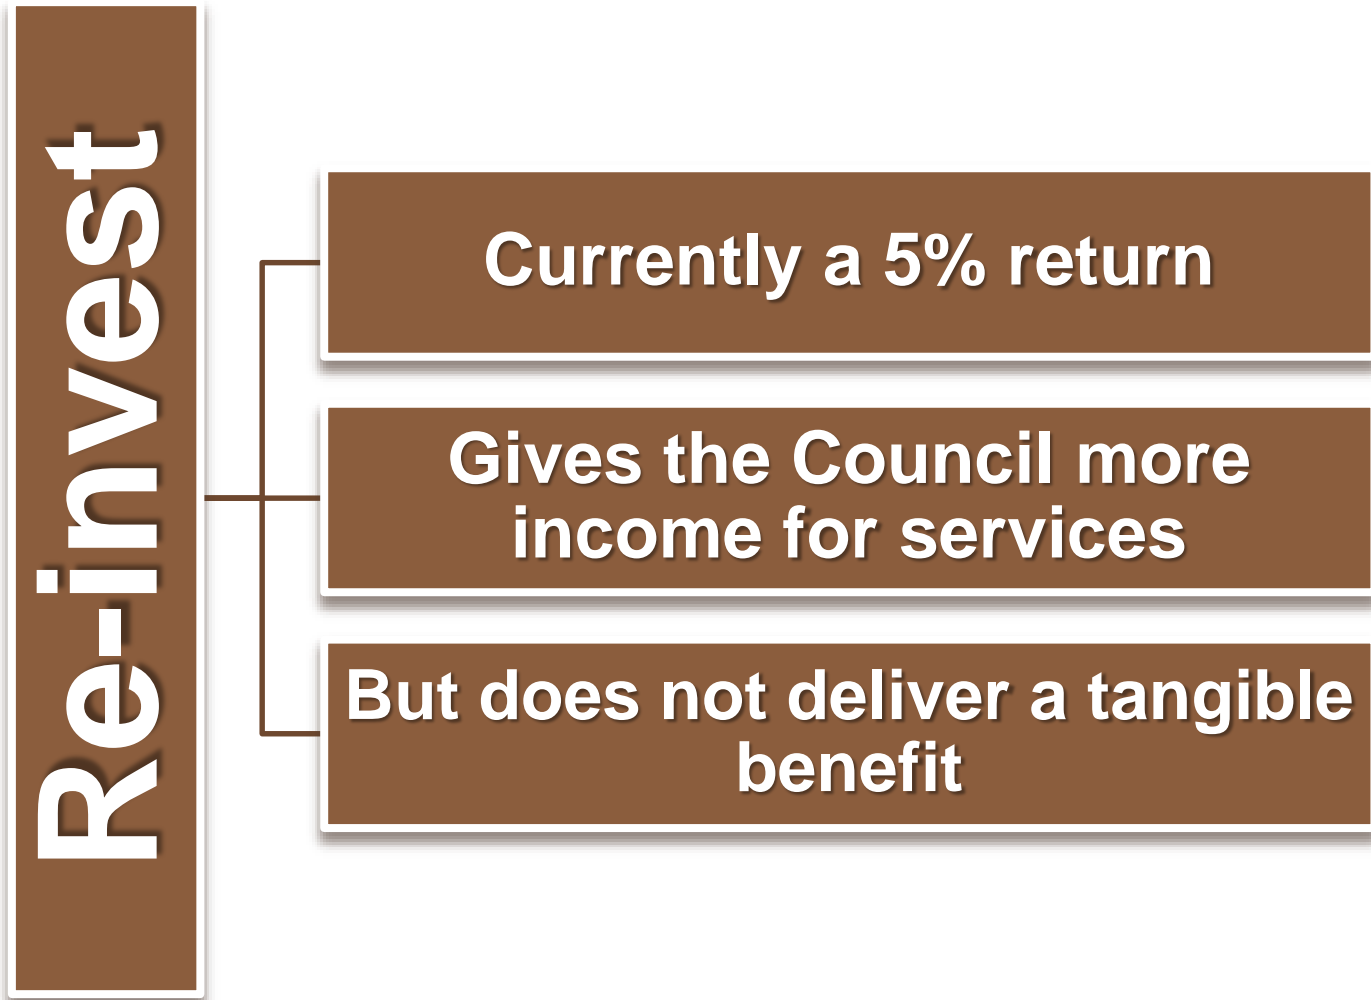 Re-invest
Currently a 5% return
Gives the Council more
income for services
But does not deliver a tangible
benefit